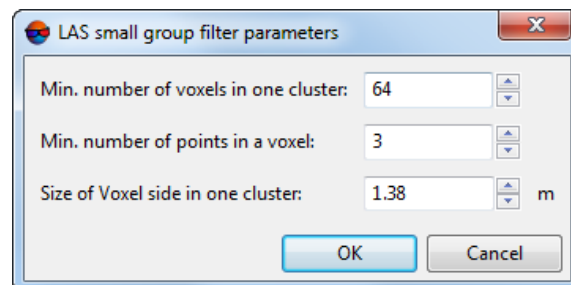 LAS small group filter parameters
Min. number of voxels in one cluster: 64
Min. number of points in a voxel: 3
Size of Voxel side in one cluster: 1.38 m
OK Cancel